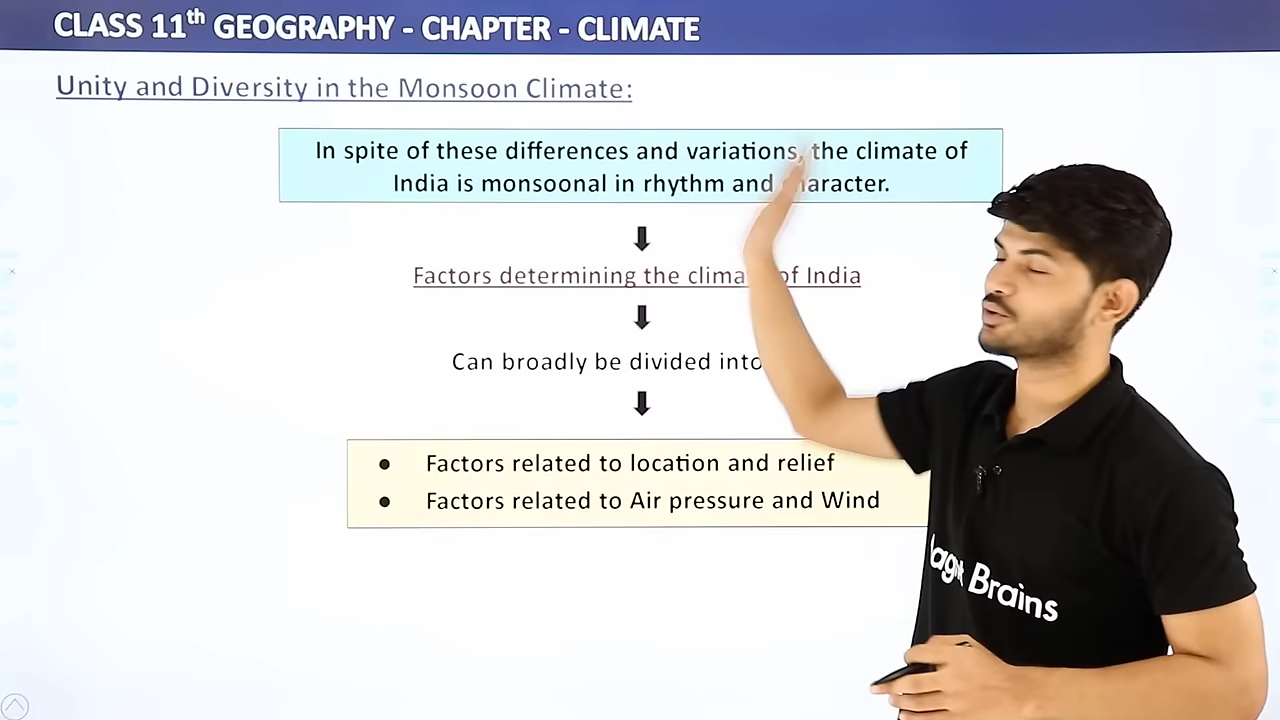 CLASS 11th GEOGRAPHY - CHAPTER - CLIMATE
Unity and Diversity in the Monsoon Climate:
In spite of these differences and variations, the climate of
India is monsoonal in rhythm and character.
Factors determining the climate of India
Can broadly be divided into
● Factors related to location and relief
● Factors related to Air pressure and Wind
Brains